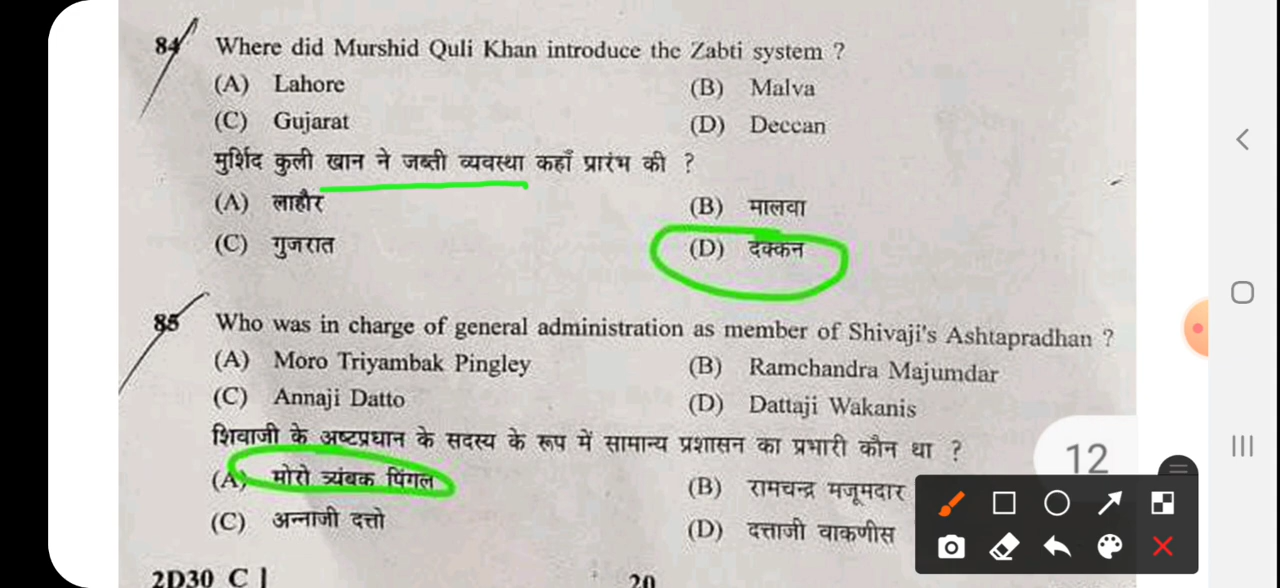 84 Where did Murshid Quli Khan introduce the Zabti system ?
(A) Lahore (B) Malva
(C) Gujarat (D) Deccan
मुर्शिद कुली खान ने जब्ती व्यवस्था कहाँ प्रारंभ की ?
(A) लाहौर (B) मालवा
(C) गुजरात (D) दक्कन
85 Who was in charge of general administration as member of Shivaji's Ashtapradhan ?
(A) Moro Triyambak Pingley (B) Ramchandra Majumdar
(C) Annaji Datto (D) Dattaji Wakanis
शिवाजी के अष्टप्रधान के सदस्य के रूप में सामान्य प्रशासन का प्रभारी कौन था ?
(A) मोरो त्र्यंबक पिंगल (B) रामचन्द्र मजूमदार
(C) अन्नाजी दत्तो (D) दत्ताजी वाकणीस
12
2D30 C ] 20